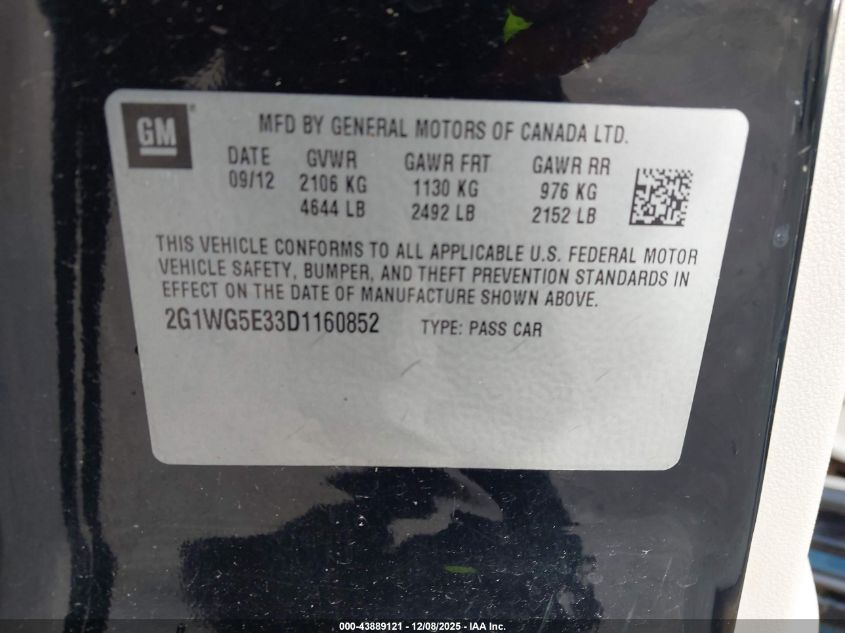 GM
MFD BY GENERAL MOTORS OF CANADA LTD.
DATE GVWR GAWR FRT GAWR RR
09/12 2106 KG 1130 KG 976 KG
4644 LB 2492 LB 2152 LB
THIS VEHICLE CONFORMS TO ALL APPLICABLE U.S. FEDERAL MOTOR
VEHICLE SAFETY, BUMPER, AND THEFT PREVENTION STANDARDS IN
EFFECT ON THE DATE OF MANUFACTURE SHOWN ABOVE.
2G1WG5E33D1160852 TYPE: PASS CAR
000-43889121 - 12/08/2025 - IAA Inc.